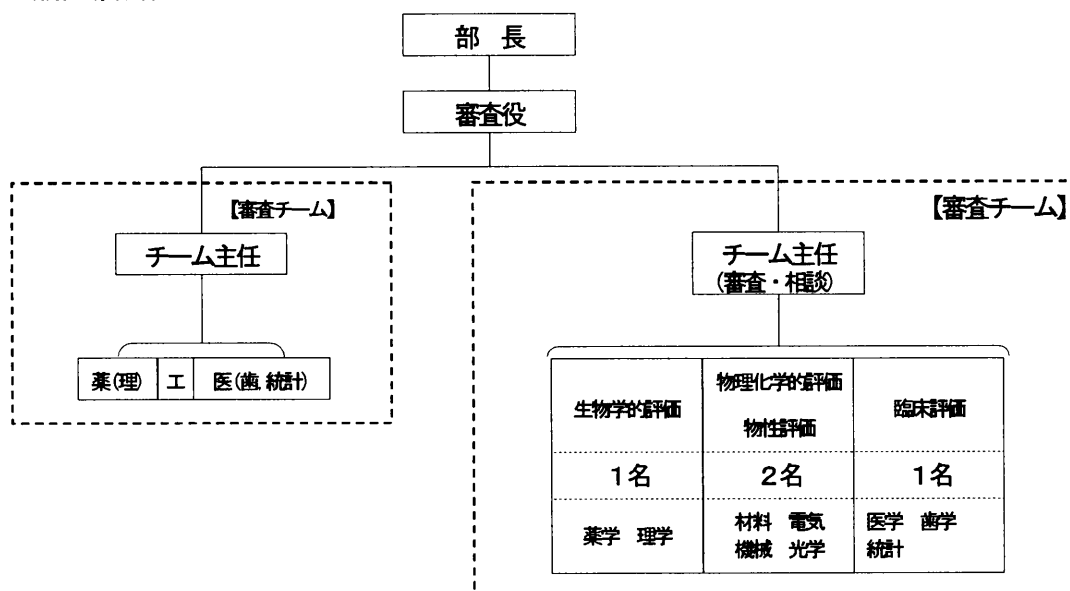 部 長
審査役
【審査チーム】
チーム主任
薬(理) 工 医(歯, 統計)
【審査チーム】
チーム主任
(審査・相談)
生物学的評価
物理化学的評価
物性評価
臨床評価
1名 2名 1名
薬学 理学
材料 電気
機械 光学
医学 歯学
統計